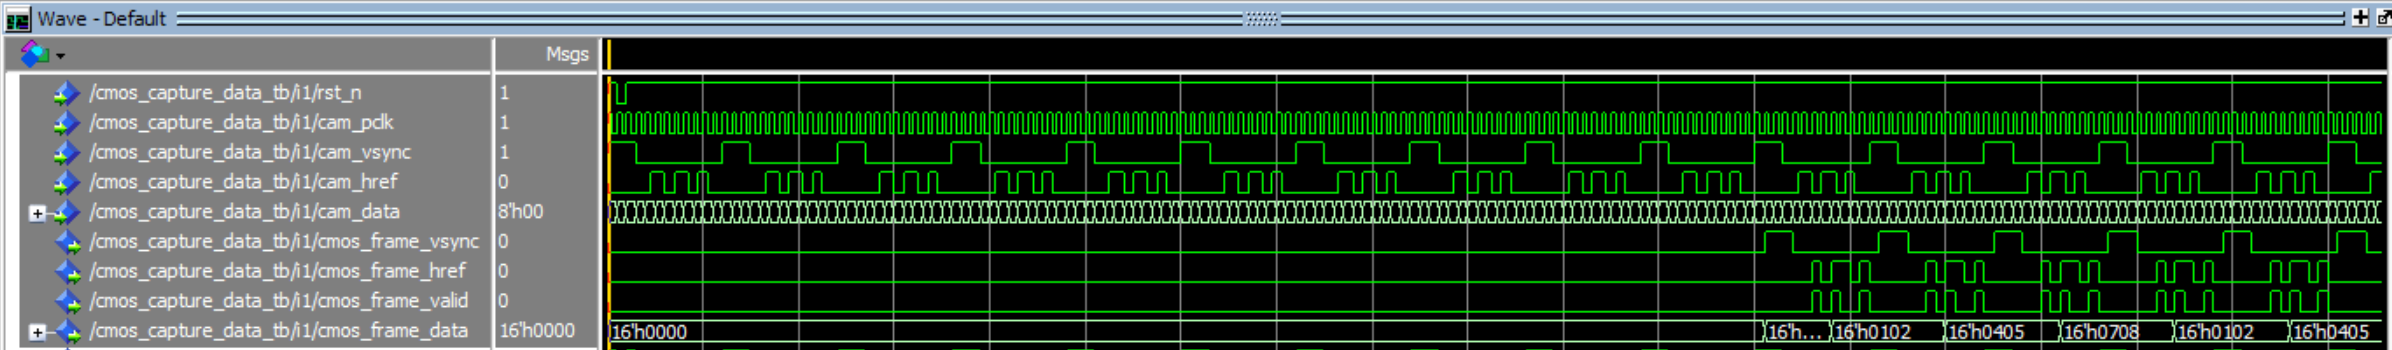 Wave - Default
Msgs
/cmos_capture_data_tb/i1/rst_n 1
/cmos_capture_data_tb/i1/cam_pclk 1
/cmos_capture_data_tb/i1/cam_vsync 1
/cmos_capture_data_tb/i1/cam_href 0
/cmos_capture_data_tb/i1/cam_data 8'h00
/cmos_capture_data_tb/i1/cmos_frame_vsync 0
/cmos_capture_data_tb/i1/cmos_frame_href 0
/cmos_capture_data_tb/i1/cmos_frame_valid 0
/cmos_capture_data_tb/i1/cmos_frame_data 16'h0000 16'h0000 16'h... 16'h0102 16'h0405 16'h0708 16'h0102 16'h0405